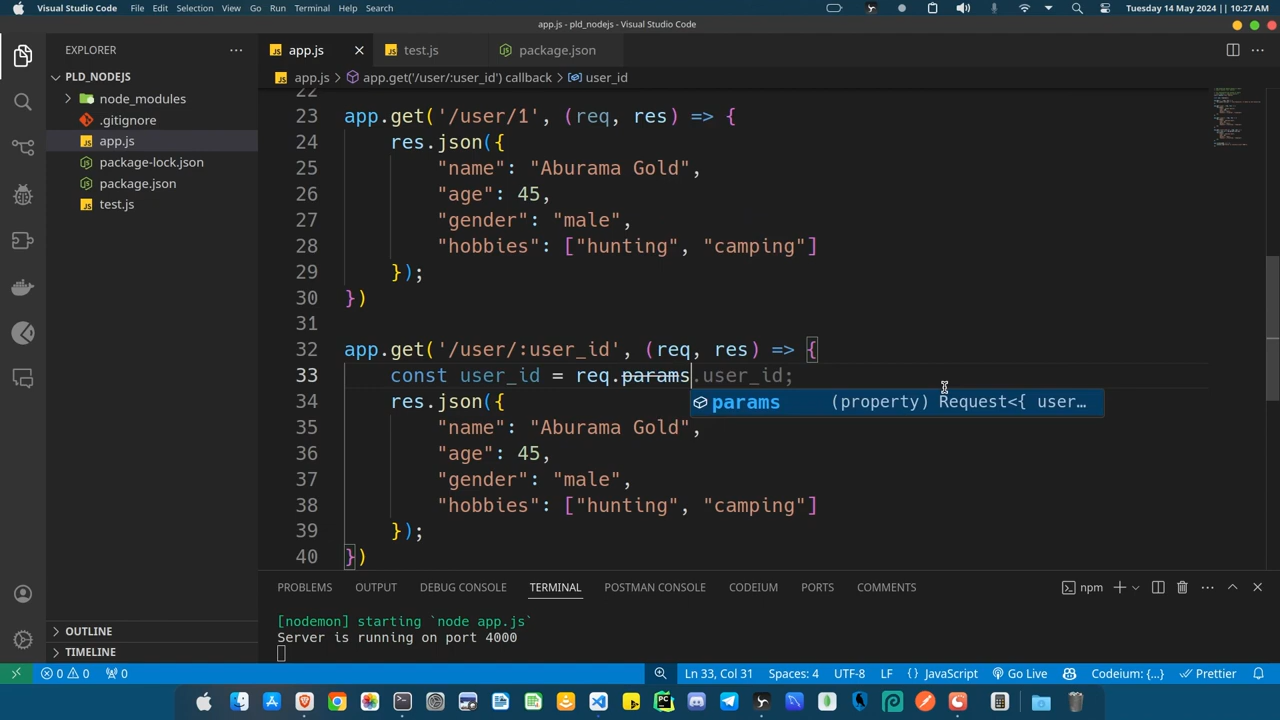 Visual Studio Code File Edit Selection View Go Run Terminal Help Tuesday 14 May 2024 || 10:27 AM
app.js - pld_nodejs - Visual Studio Code
EXPLORER
app.js
test.js
package.json
PLD_NODEJS
app.js > app.get('/user/:user_id') callback > user_id
node_modules
.gitignore
app.js
package-lock.json
package.json
test.js
22
23 app.get('/user/1', (req, res) => {
24 res.json({
25 "name": "Aburama Gold",
26 "age": 45,
27 "gender": "male",
28 "hobbies": ["hunting", "camping"]
29 });
30 })
31
32 app.get('/user/:user_id', (req, res) => {
33 const user_id = req.params.user_id;
params (property) Request<{ user…
34 res.json({
35 "name": "Aburama Gold",
36 "age": 45,
37 "gender": "male",
38 "hobbies": ["hunting", "camping"]
39 });
40 })
PROBLEMS OUTPUT DEBUG CONSOLE TERMINAL POSTMAN CONSOLE CODEIUM PORTS COMMENTS npm
[nodemon] starting `node app.js`
Server is running on port 4000
OUTLINE
TIMELINE
0 0 0 Ln 33, Col 31 Spaces: 4 UTF-8 LF {} JavaScript Go Live Codeium: {…} Prettier